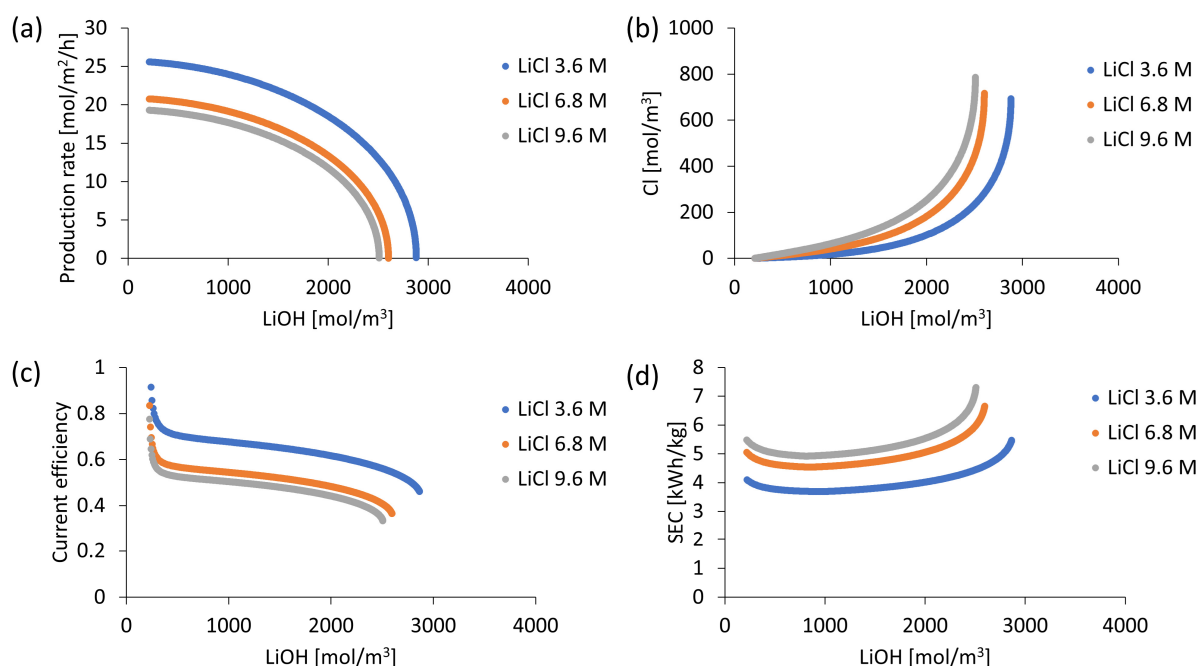 (a)
Production rate [mol/m²/h]
30
25
20
15
10
5
0
0 1000 2000 3000 4000
LiOH [mol/m³]
LiCl 3.6 M
LiCl 6.8 M
LiCl 9.6 M
(b)
Cl [mol/m³]
1000
800
600
400
200
0
0 1000 2000 3000 4000
LiOH [mol/m³]
LiCl 3.6 M
LiCl 6.8 M
LiCl 9.6 M
(c)
Current efficiency
1
0.8
0.6
0.4
0.2
0
0 1000 2000 3000 4000
LiOH [mol/m³]
LiCl 3.6 M
LiCl 6.8 M
LiCl 9.6 M
(d)
SEC [kWh/kg]
8
7
6
5
4
3
2
1
0
0 1000 2000 3000 4000
LiOH [mol/m³]
LiCl 3.6 M
LiCl 6.8 M
LiCl 9.6 M